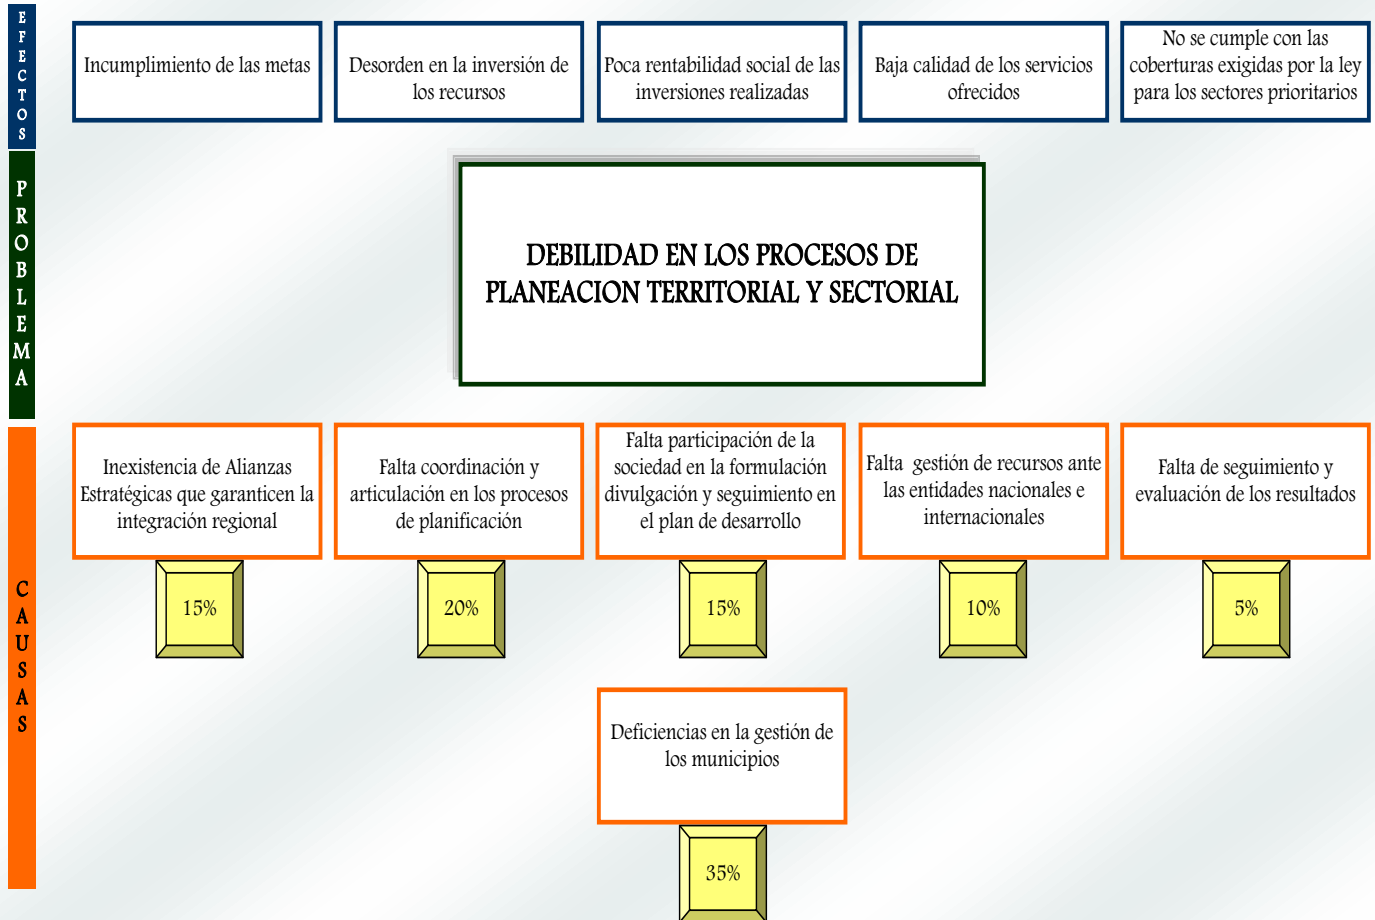 EFECTOS
Incumplimiento de las metas
Desorden en la inversión de
los recursos
Poca rentabilidad social de las
inversiones realizadas
Baja calidad de los servicios
ofrecidos
No se cumple con las
coberturas exigidas por la ley
para los sectores prioritarios
PROBLEMA
DEBILIDAD EN LOS PROCESOS DE
PLANEACION TERRITORIAL Y SECTORIAL
CAUSAS
Inexistencia de Alianzas
Estratégicas que garanticen la
integración regional
15%
Falta coordinación y
articulación en los procesos
de planificación
20%
Falta participación de la
sociedad en la formulación
divulgación y seguimiento en
el plan de desarrollo
15%
Falta gestión de recursos ante
las entidades nacionales e
internacionales
10%
Falta de seguimiento y
evaluación de los resultados
5%
Deficiencias en la gestión de
los municipios
35%